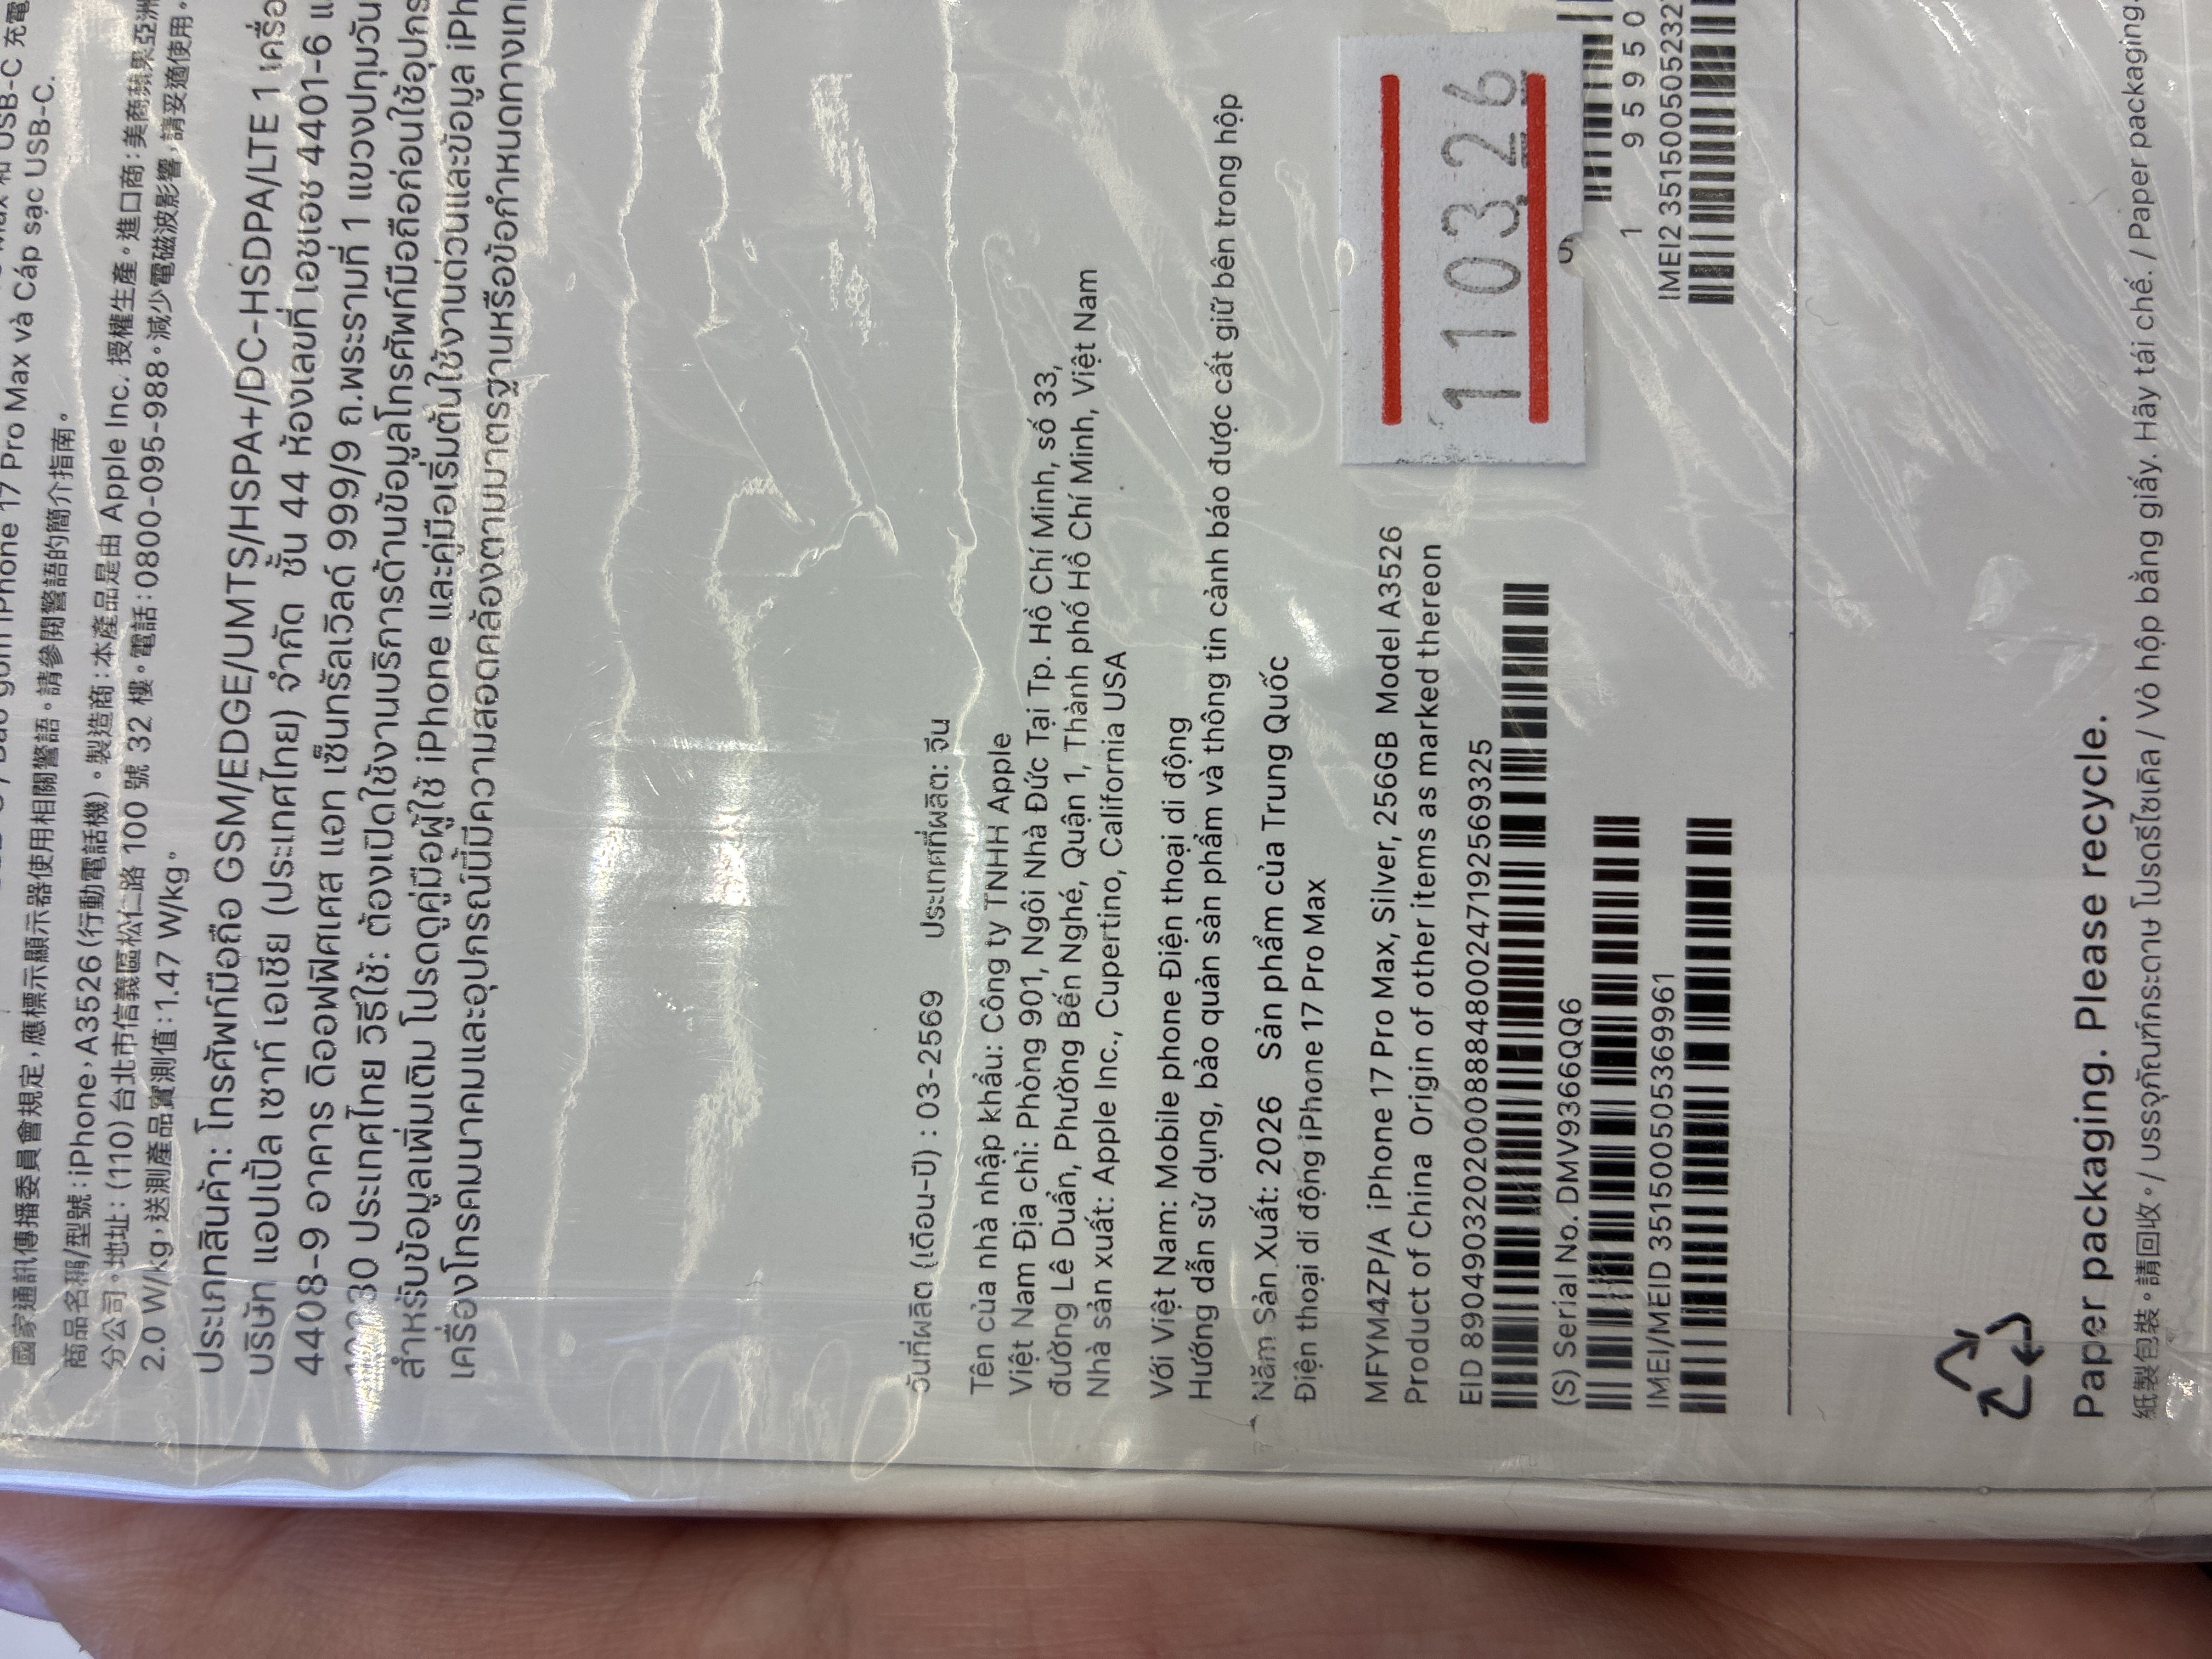 17 Pro Max và Cáp sạc USB-C.
國家通訊傳播委員會規定，應標示顯示器使用相關警語。請參閱警語的簡介指南。
商品名稱/型號：iPhone，A3526 (行動電話機)。製造商：本產品是由 Apple Inc. 授權生產。進口商：美商蘋果亞洲
分公司。地址：(110) 台北市信義區松仁路 100 號 32 樓。電話：0800-095-988。減少電磁波影響，請妥適使用。
2.0 W/kg，送測產品實測值：1.47 W/kg。
ประเภทสินค้า: โทรศัพท์มือถือ GSM/EDGE/UMTS/HSPA+/DC-HSDPA/LTE 1
บริษัท แอปเปิ้ล เซาท์ เอเชีย (ประเทศไทย) จำกัด ชั้น 44 ห้องเลขที่ เอชเอช 4401-6
4408-9 อาคาร ดิออฟฟิศเศส แอท เซ็นทรัลเวิลด์ 999/9 ถ.พระรามที่ 1 แขวงปทุมวัน
ประเทศไทย วิธีใช้: ต้องเปิดใช้งานบริการด้านข้อมูลโทรศัพท์มือถือก่อนใช้
สำหรับข้อมูลเพิ่มเติม โปรดดูคู่มือผู้ใช้ iPhone และคู่มือเริ่มต้นใช้งานด่วนและข้อมูล
เครื่องโทรคมนาคมและอุปกรณ์นี้มีความสอดคล้องตามมาตรฐานหรือข้อกำหนดทาง
วันที่ผลิต (เดือน-ปี) : 03-2569 ประเทศที่ผลิต: จีน
Tên của nhà nhập khẩu: Công ty TNHH Apple
Việt Nam Địa chỉ: Phòng 901, Ngôi Nhà Đức Tại Tp. Hồ Chí Minh, số 33,
đường Lê Duẩn, Phường Bến Nghé, Quận 1, Thành phố Hồ Chí Minh, Việt Nam
Nhà sản xuất: Apple Inc., Cupertino, California USA
Với Việt Nam: Mobile phone Điện thoại di động
Hướng dẫn sử dụng, bảo quản sản phẩm và thông tin cảnh báo được cất giữ bên trong hộp
Năm Sản Xuất: 2026 Sản phẩm của Trung Quốc
Điện thoại di động iPhone 17 Pro Max
MFYM4ZP/A iPhone 17 Pro Max, Silver, 256GB Model A3526
Product of China Origin of other items as marked thereon
EID 89049032020008884800247192569325
(S) Serial No. DMV9366QQ6
IMEI/MEID 351500505369961
1 103.26
1 95950
IMEI2 35150050523
Paper packaging. Please recycle.
紙製包裝。請回收。/ บรรจุภัณฑ์กระดาษ โปรดรีไซเคิล / Vỏ hộp bằng giấy. Hãy tái chế. / Paper packaging.